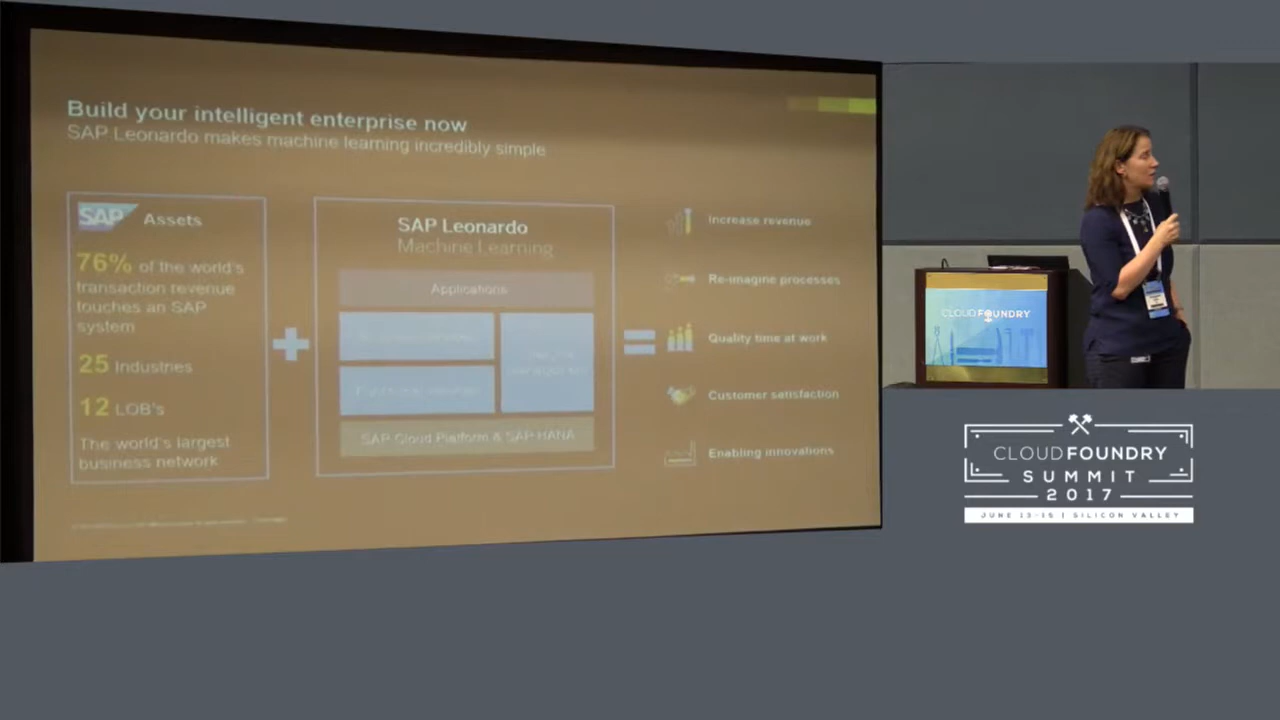 Build your intelligent enterprise now
SAP Leonardo makes machine learning incredibly simple
SAP Assets
76% of the world's
transaction revenue
touches an SAP
system
25 Industries
12 LOB's
The world's largest
business network
SAP Leonardo
Machine Learning
Applications
SAP Cloud Platform & SAP HANA
Increase revenue
Re-imagine processes
Quality time at work
Customer satisfaction
Enabling innovations
CLOUD FOUNDRY
CLOUD FOUNDRY
SUMMIT
2017
JUNE 13-15 | SILICON VALLEY